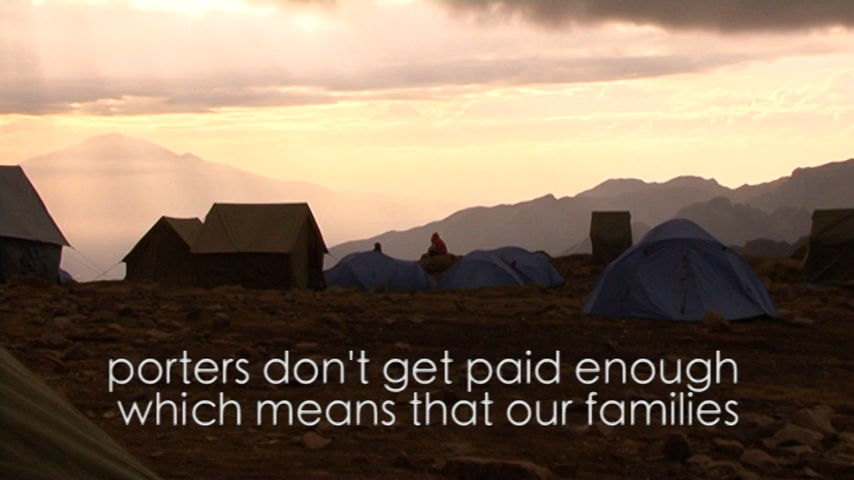 porters don't get paid enough
which means that our families